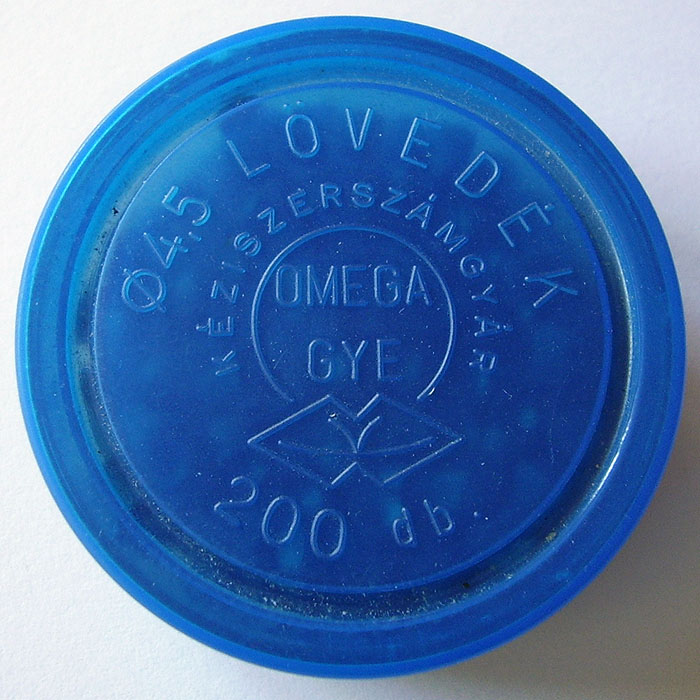 Ø4,5 LÖVEDÉK
KÉZISZERSZÁMGYÁR
OMEGA
GYE
200 db.